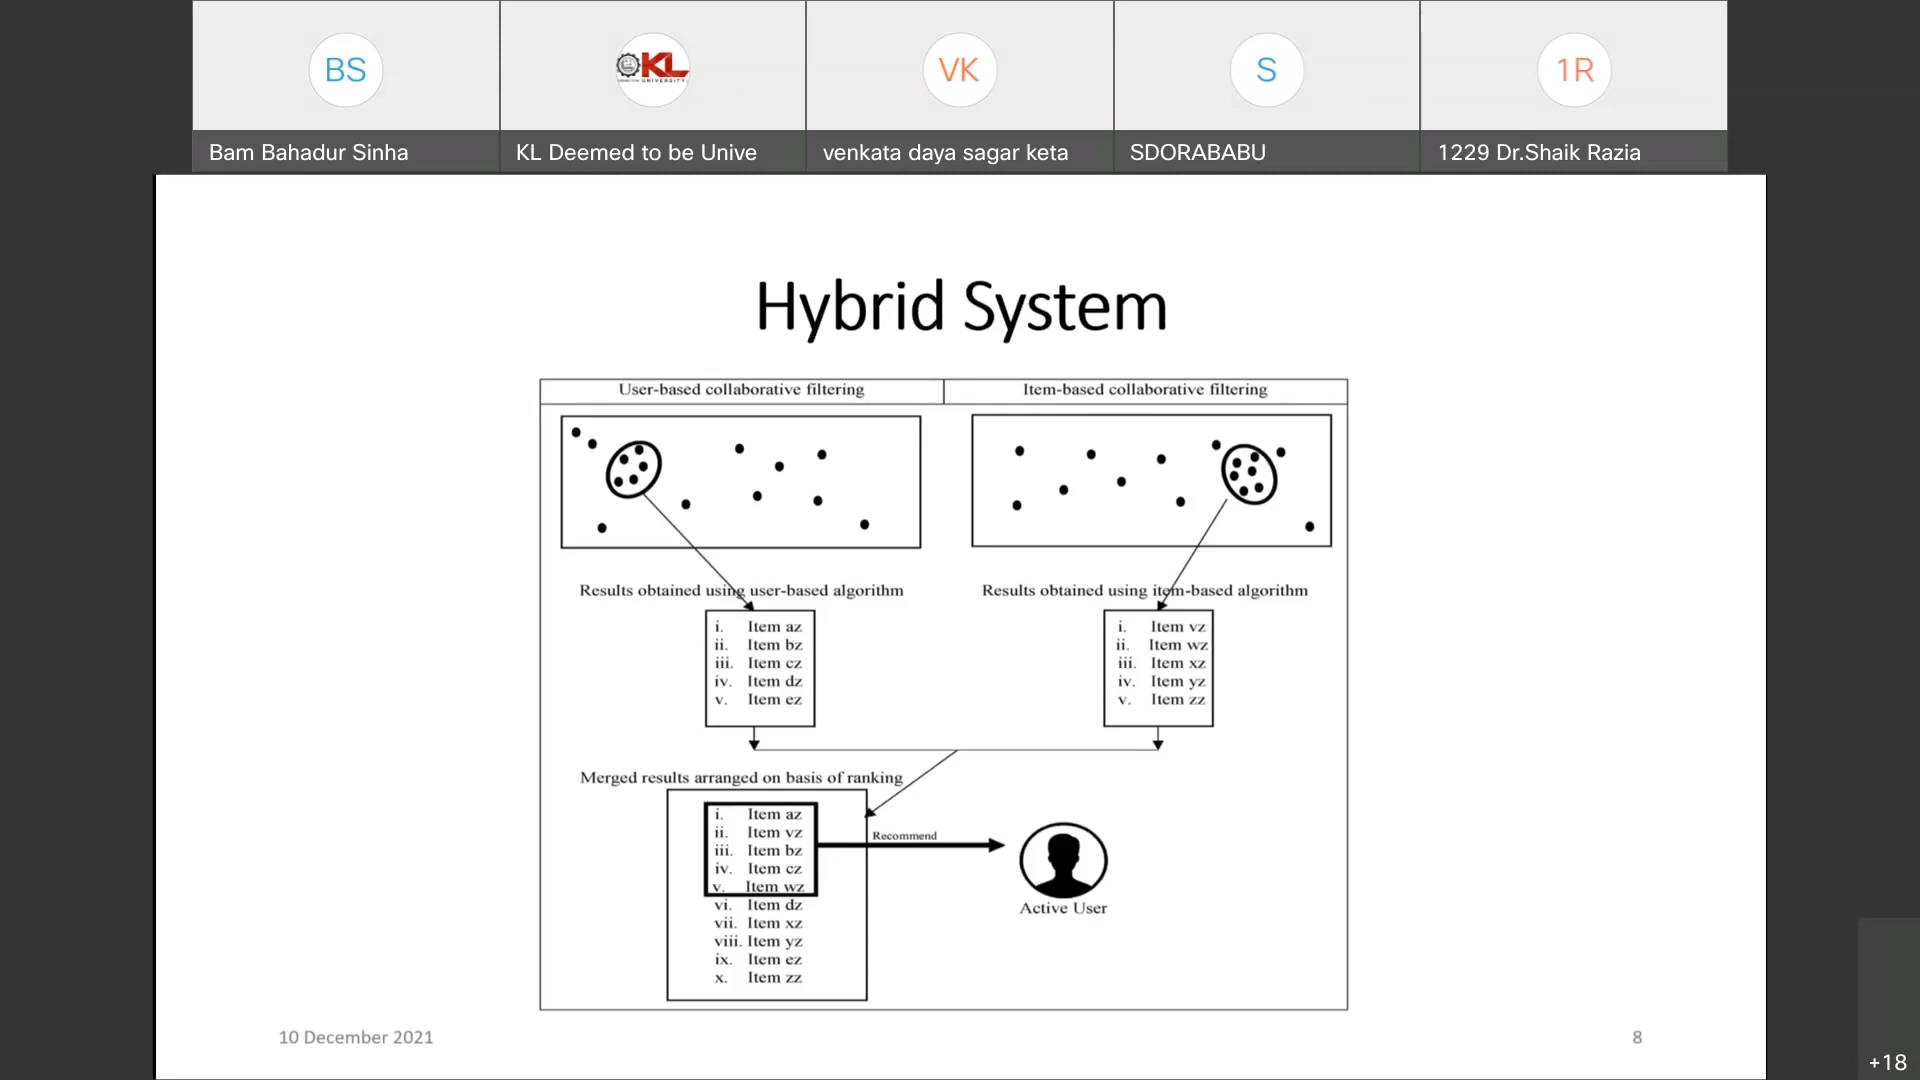 BS
KL
UNIVERSITY
VK
S
1R
Bam Bahadur Sinha
KL Deemed to be Unive
venkata daya sagar keta
SDORABABU
1229 Dr.Shaik Razia
Hybrid System
User-based collaborative filtering
Item-based collaborative filtering
Results obtained using user-based algorithm
i. Item az
ii. Item bz
iii. Item cz
iv. Item dz
v. Item ez
Results obtained using item-based algorithm
i. Item vz
ii. Item wz
iii. Item xz
iv. Item yz
v. Item zz
Merged results arranged on basis of ranking
i. Item az
ii. Item vz
iii. Item bz
iv. Item cz
v. Item wz
vi. Item dz
vii. Item xz
viii. Item yz
ix. Item ez
x. Item zz
Recommend
Active User
10 December 2021
8
+18